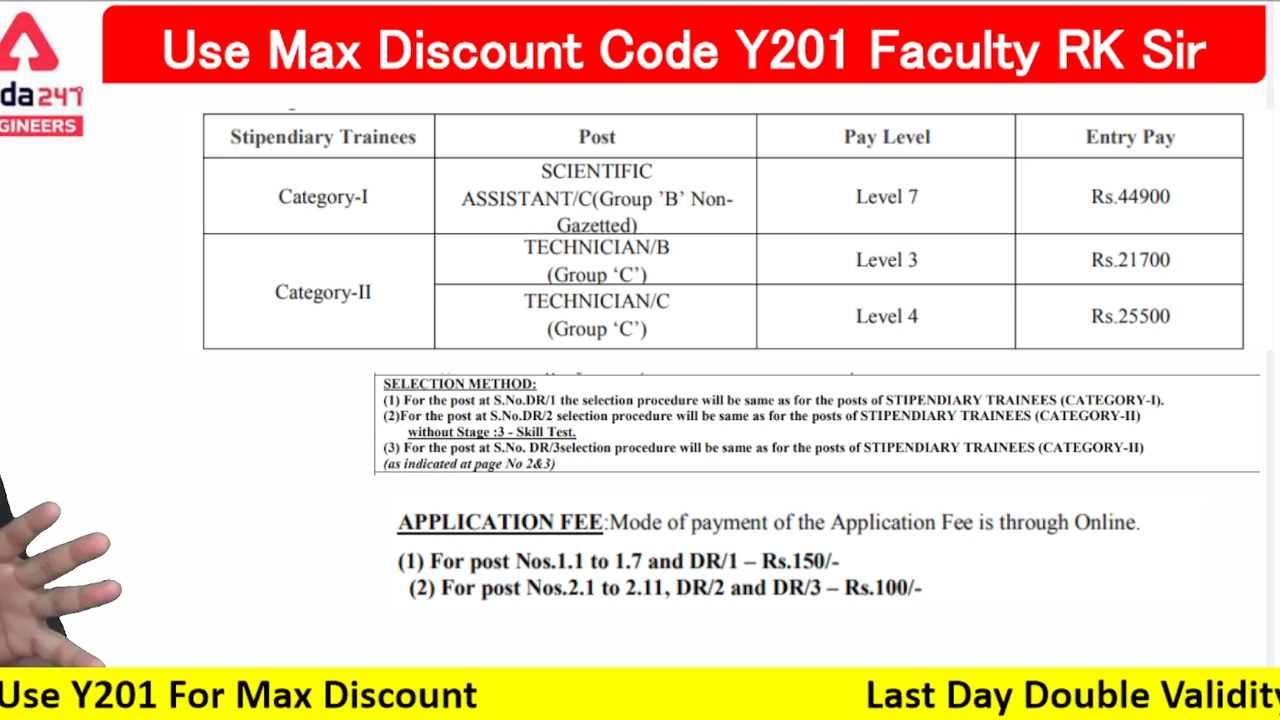 Use Max Discount Code Y201 Faculty RK Sir
da247
GINEERS
Stipendiary Trainees Post Pay Level Entry Pay
Category-I SCIENTIFIC ASSISTANT/C(Group 'B' Non-Gazetted) Level 7 Rs.44900
Category-II TECHNICIAN/B (Group ‘C’) Level 3 Rs.21700
TECHNICIAN/C (Group ‘C’) Level 4 Rs.25500
SELECTION METHOD:
(1) For the post at S.No.DR/1 the selection procedure will be same as for the posts of STIPENDIARY TRAINEES (CATEGORY-I).
(2)For the post at S.No.DR/2 selection procedure will be same as for the posts of STIPENDIARY TRAINEES (CATEGORY-II)
without Stage :3 - Skill Test.
(3) For the post at S.No. DR/3selection procedure will be same as for the posts of STIPENDIARY TRAINEES (CATEGORY-II)
(as indicated at page No 2&3)
APPLICATION FEE:Mode of payment of the Application Fee is through Online.
(1) For post Nos.1.1 to 1.7 and DR/1 – Rs.150/-
(2) For post Nos.2.1 to 2.11, DR/2 and DR/3 – Rs.100/-
Use Y201 For Max Discount
Last Day Double Validity